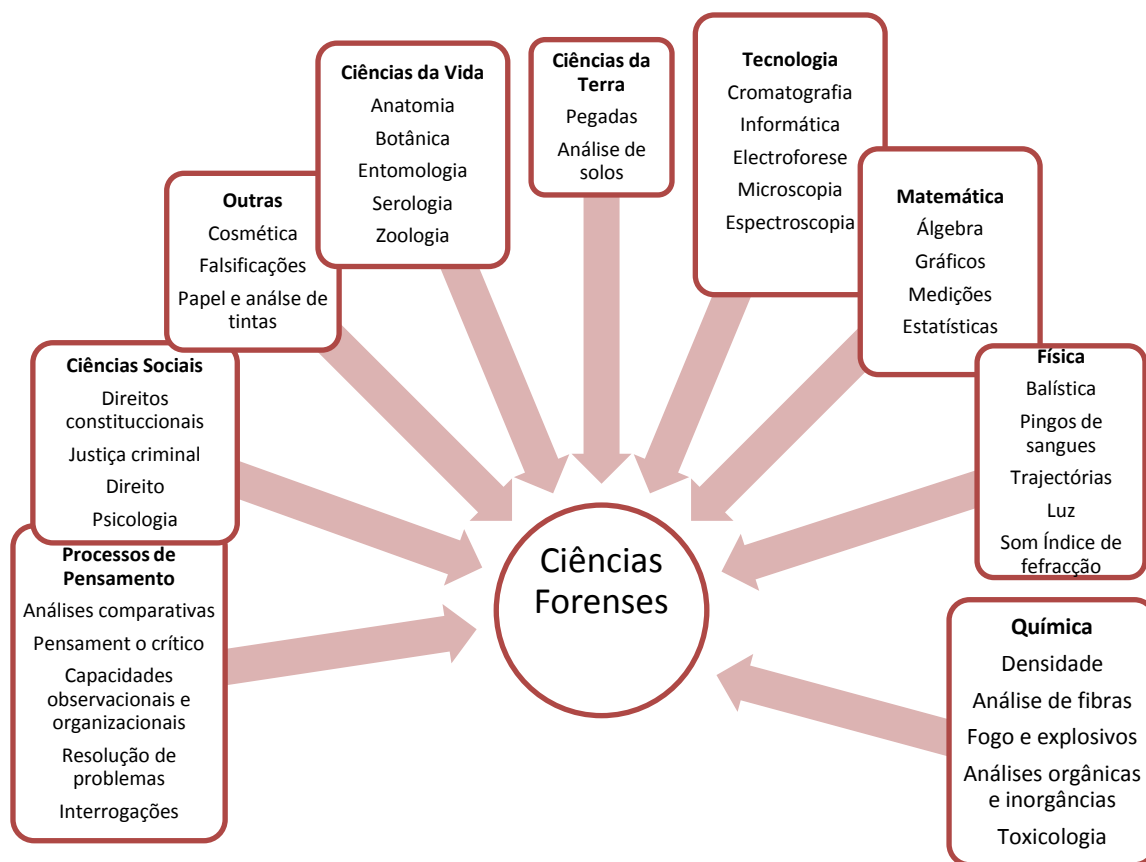 Processos de
Pensamento
Análises comparativas
Pensament o crítico
Capacidades
observacionais e
organizacionais
Resolução de
problemas
Interrogações
Ciências Sociais
Direitos
constituccionais
Justiça criminal
Direito
Psicologia
Outras
Cosmética
Falsificações
Papel e análse de
tintas
Ciências da Vida
Anatomia
Botânica
Entomologia
Serologia
Zoologia
Ciências da
Terra
Pegadas
Análise de
solos
Tecnologia
Cromatografia
Informática
Electroforese
Microscopia
Espectroscopia
Matemática
Álgebra
Gráficos
Medições
Estatísticas
Física
Balística
Pingos de
sangues
Trajectórias
Luz
Som Índice de
fefracção
Química
Densidade
Análise de fibras
Fogo e explosivos
Análises orgânicas
e inorgâncias
Toxicologia
Ciências
Forenses